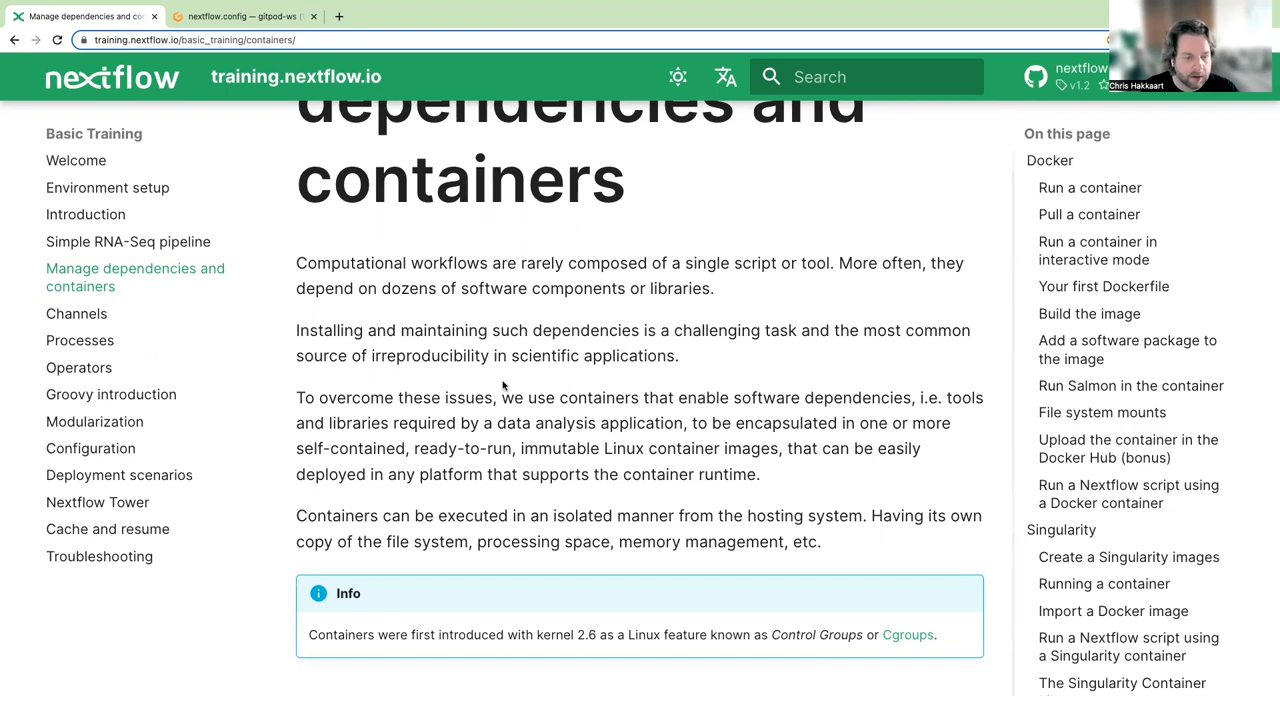 Manage dependencies and co
nextflow.config — gitpod-ws (
training.nextflow.io/basic_training/containers/
nextflow
training.nextflow.io
Search
nextflow
v1.2
Chris Hakkaart
Basic Training
Welcome
Environment setup
Introduction
Simple RNA-Seq pipeline
Manage dependencies and
containers
Channels
Processes
Operators
Groovy introduction
Modularization
Configuration
Deployment scenarios
Nextflow Tower
Cache and resume
Troubleshooting
dependencies and
containers
Computational workflows are rarely composed of a single script or tool. More often, they
depend on dozens of software components or libraries.
Installing and maintaining such dependencies is a challenging task and the most common
source of irreproducibility in scientific applications.
To overcome these issues, we use containers that enable software dependencies, i.e. tools
and libraries required by a data analysis application, to be encapsulated in one or more
self-contained, ready-to-run, immutable Linux container images, that can be easily
deployed in any platform that supports the container runtime.
Containers can be executed in an isolated manner from the hosting system. Having its own
copy of the file system, processing space, memory management, etc.
Info
Containers were first introduced with kernel 2.6 as a Linux feature known as Control Groups or Cgroups.
On this page
Docker
Run a container
Pull a container
Run a container in
interactive mode
Your first Dockerfile
Build the image
Add a software package to
the image
Run Salmon in the container
File system mounts
Upload the container in the
Docker Hub (bonus)
Run a Nextflow script using
a Docker container
Singularity
Create a Singularity images
Running a container
Import a Docker image
Run a Nextflow script using
a Singularity container
The Singularity Container